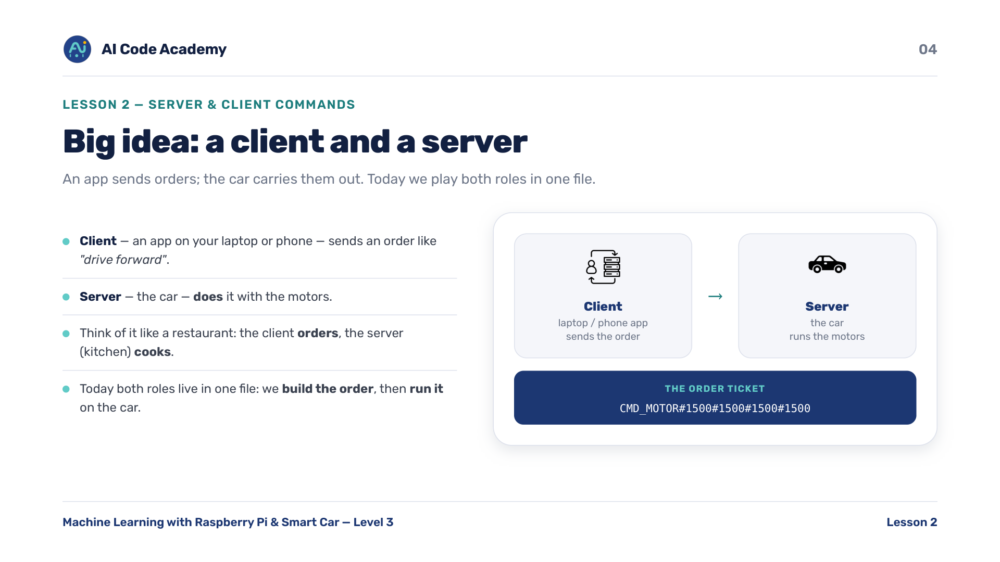 AI Code Academy
04
LESSON 2 — SERVER & CLIENT COMMANDS
Big idea: a client and a server
An app sends orders; the car carries them out. Today we play both roles in one file.
Client — an app on your laptop or phone — sends an order like
"drive forward".
Server — the car — does it with the motors.
Think of it like a restaurant: the client orders, the server
(kitchen) cooks.
Today both roles live in one file: we build the order, then run it
on the car.
Client
laptop / phone app
sends the order
→
Server
the car
runs the motors
THE ORDER TICKET
CMD_MOTOR#1500#1500#1500#1500
Machine Learning with Raspberry Pi & Smart Car — Level 3
Lesson 2